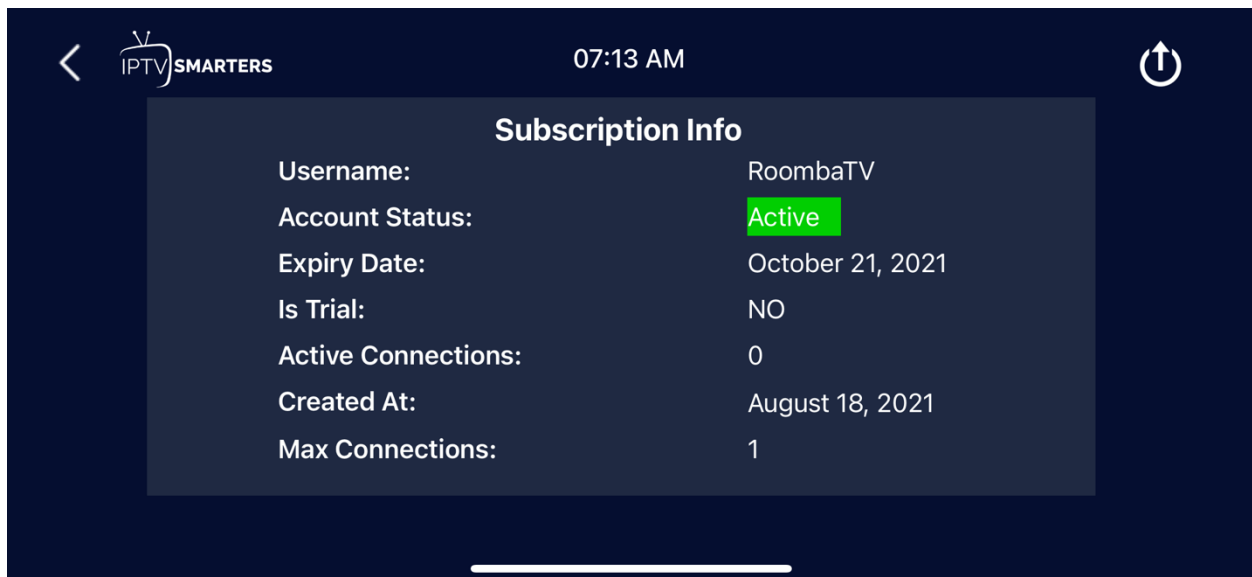 IPTV SMARTERS
07:13 AM
Subscription Info
Username: RoombaTV
Account Status: Active
Expiry Date: October 21, 2021
Is Trial: NO
Active Connections: 0
Created At: August 18, 2021
Max Connections: 1